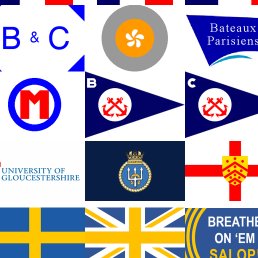 B & C
Bateaux
Parisiens
M
B
C
UNIVERSITY OF
GLOUCESTERSHIRE
BREATHE
ON 'EM
SALOP